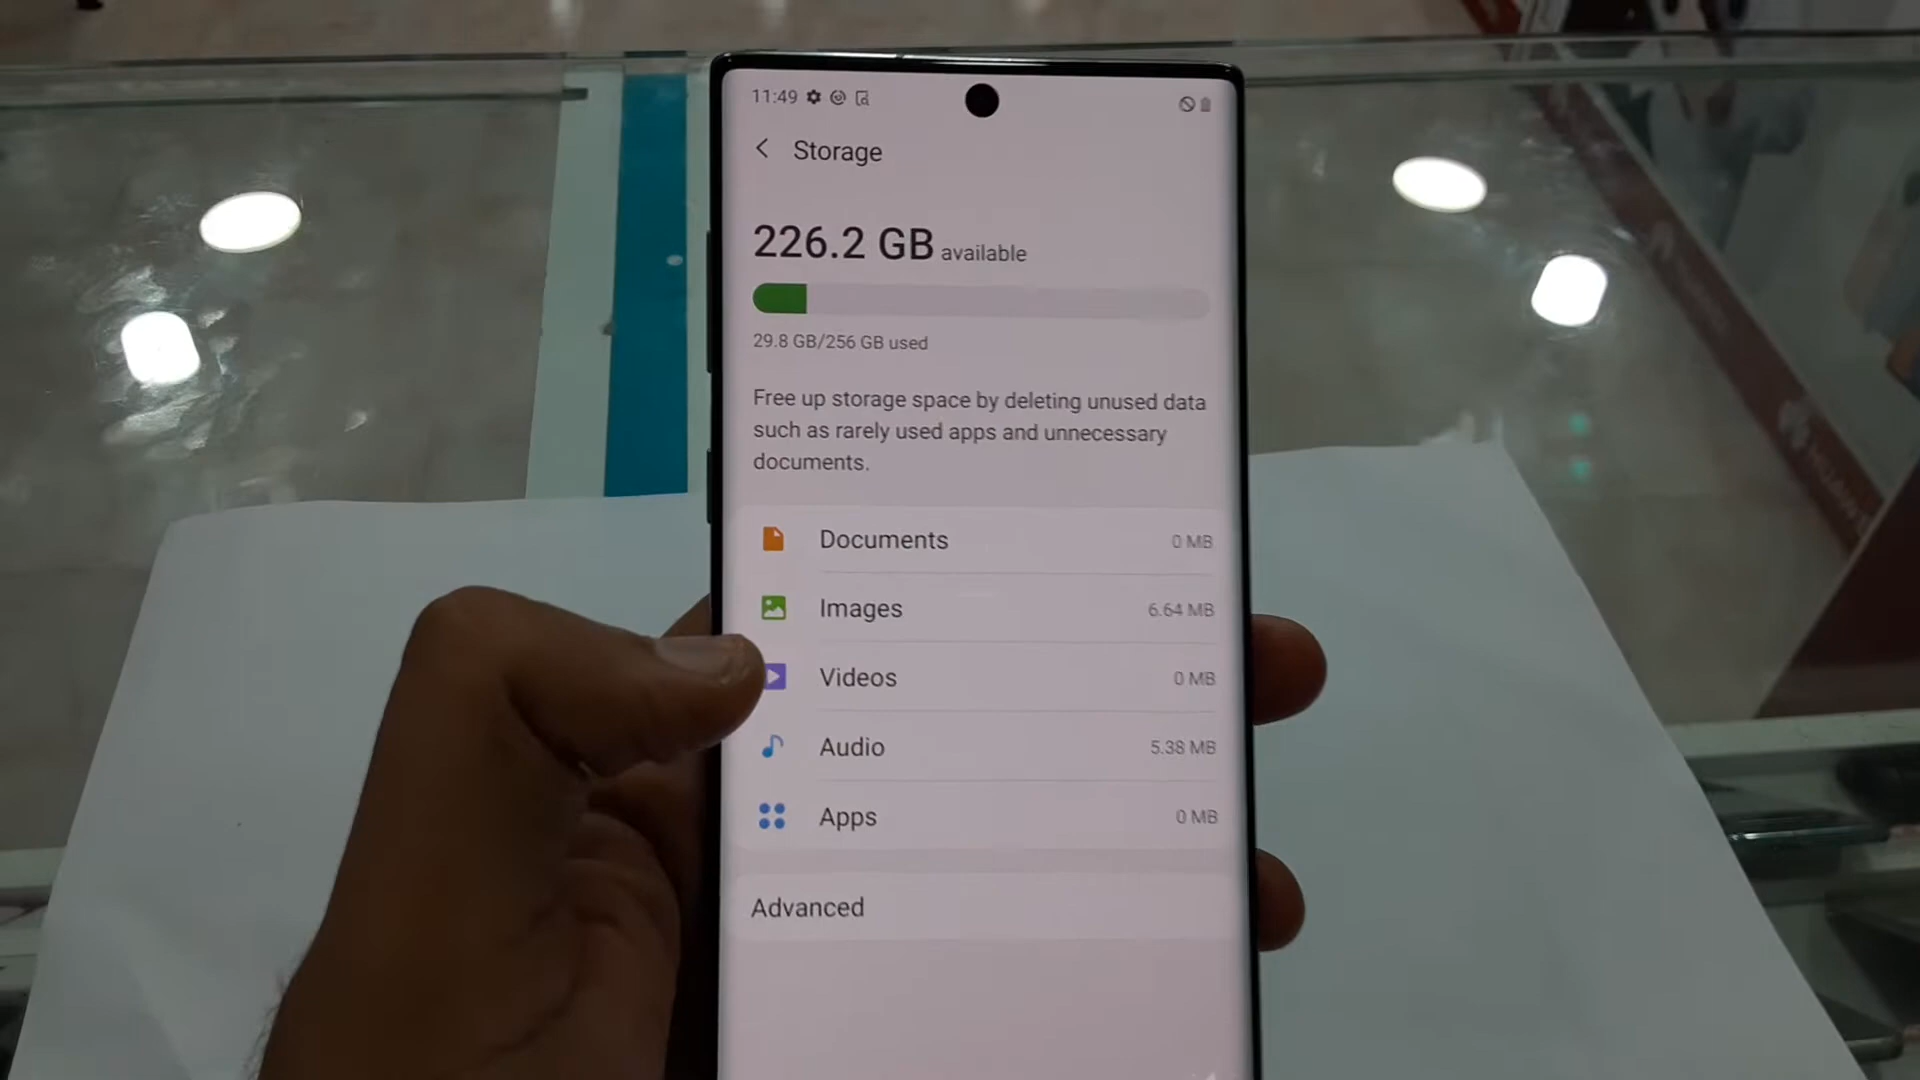 11:49
Storage
226.2 GB available
29.8 GB/256 GB used
Free up storage space by deleting unused data
such as rarely used apps and unnecessary
documents.
Documents 0 MB
Images 6.64 MB
Videos 0 MB
Audio 5.38 MB
Apps 0 MB
Advanced
HUAWEI